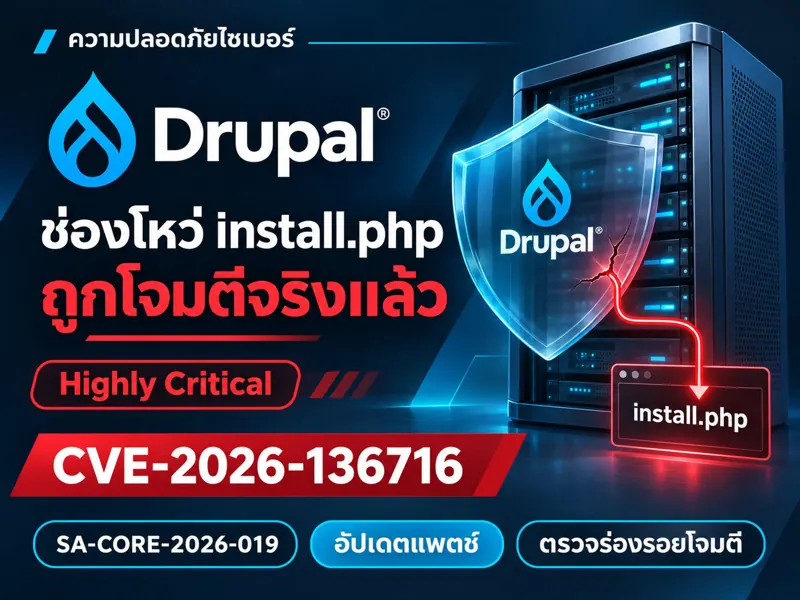 ความปลอดภัยไซเบอร์
Drupal®
ช่องโหว่ install.php
ถูกโจมตีจริงแล้ว
Highly Critical
CVE-2026-136716
SA-CORE-2026-019
อัปเดตแพตช์
ตรวจร่องรอยโจมตี
Drupal®
install.php